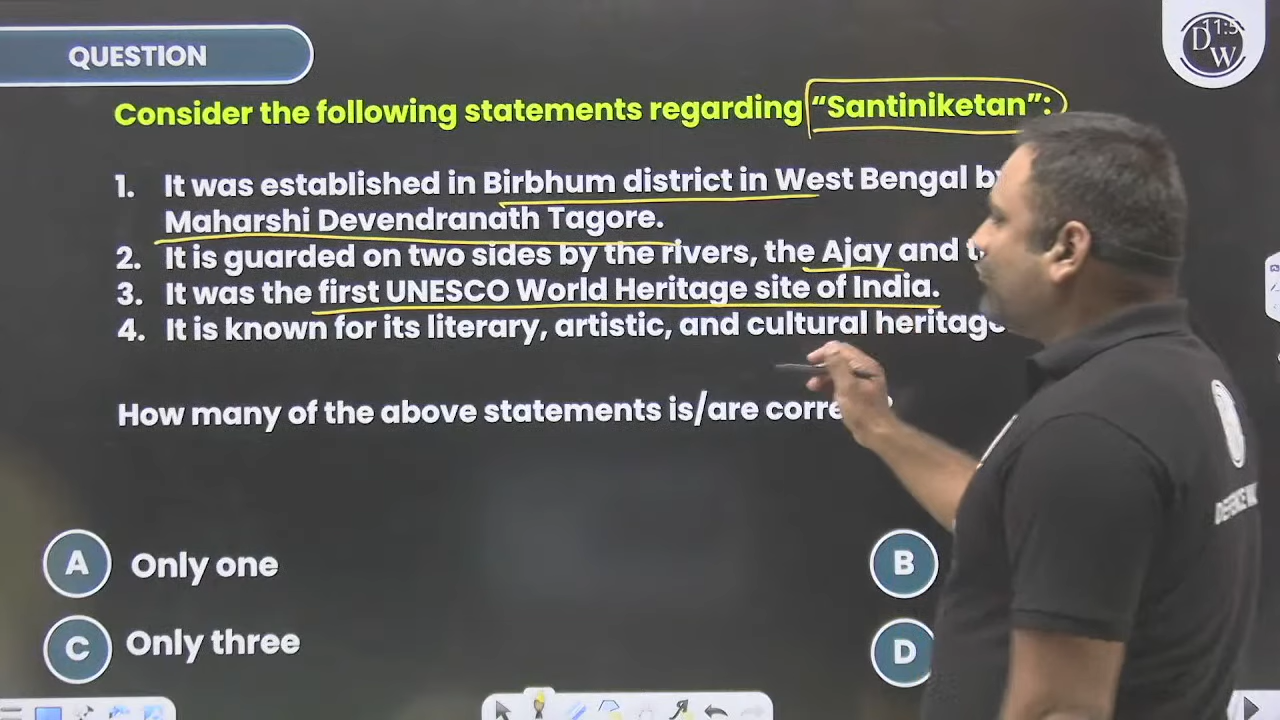 QUESTION
11:5
D
W
Consider the following statements regarding “Santiniketan”:
1. It was established in Birbhum district in West Bengal by
Maharshi Devendranath Tagore.
2. It is guarded on two sides by the rivers, the Ajay and
3. It was the first UNESCO World Heritage site of India.
4. It is known for its literary, artistic, and cultural heritage
How many of the above statements is/are corre
A Only one
B
C Only three
D